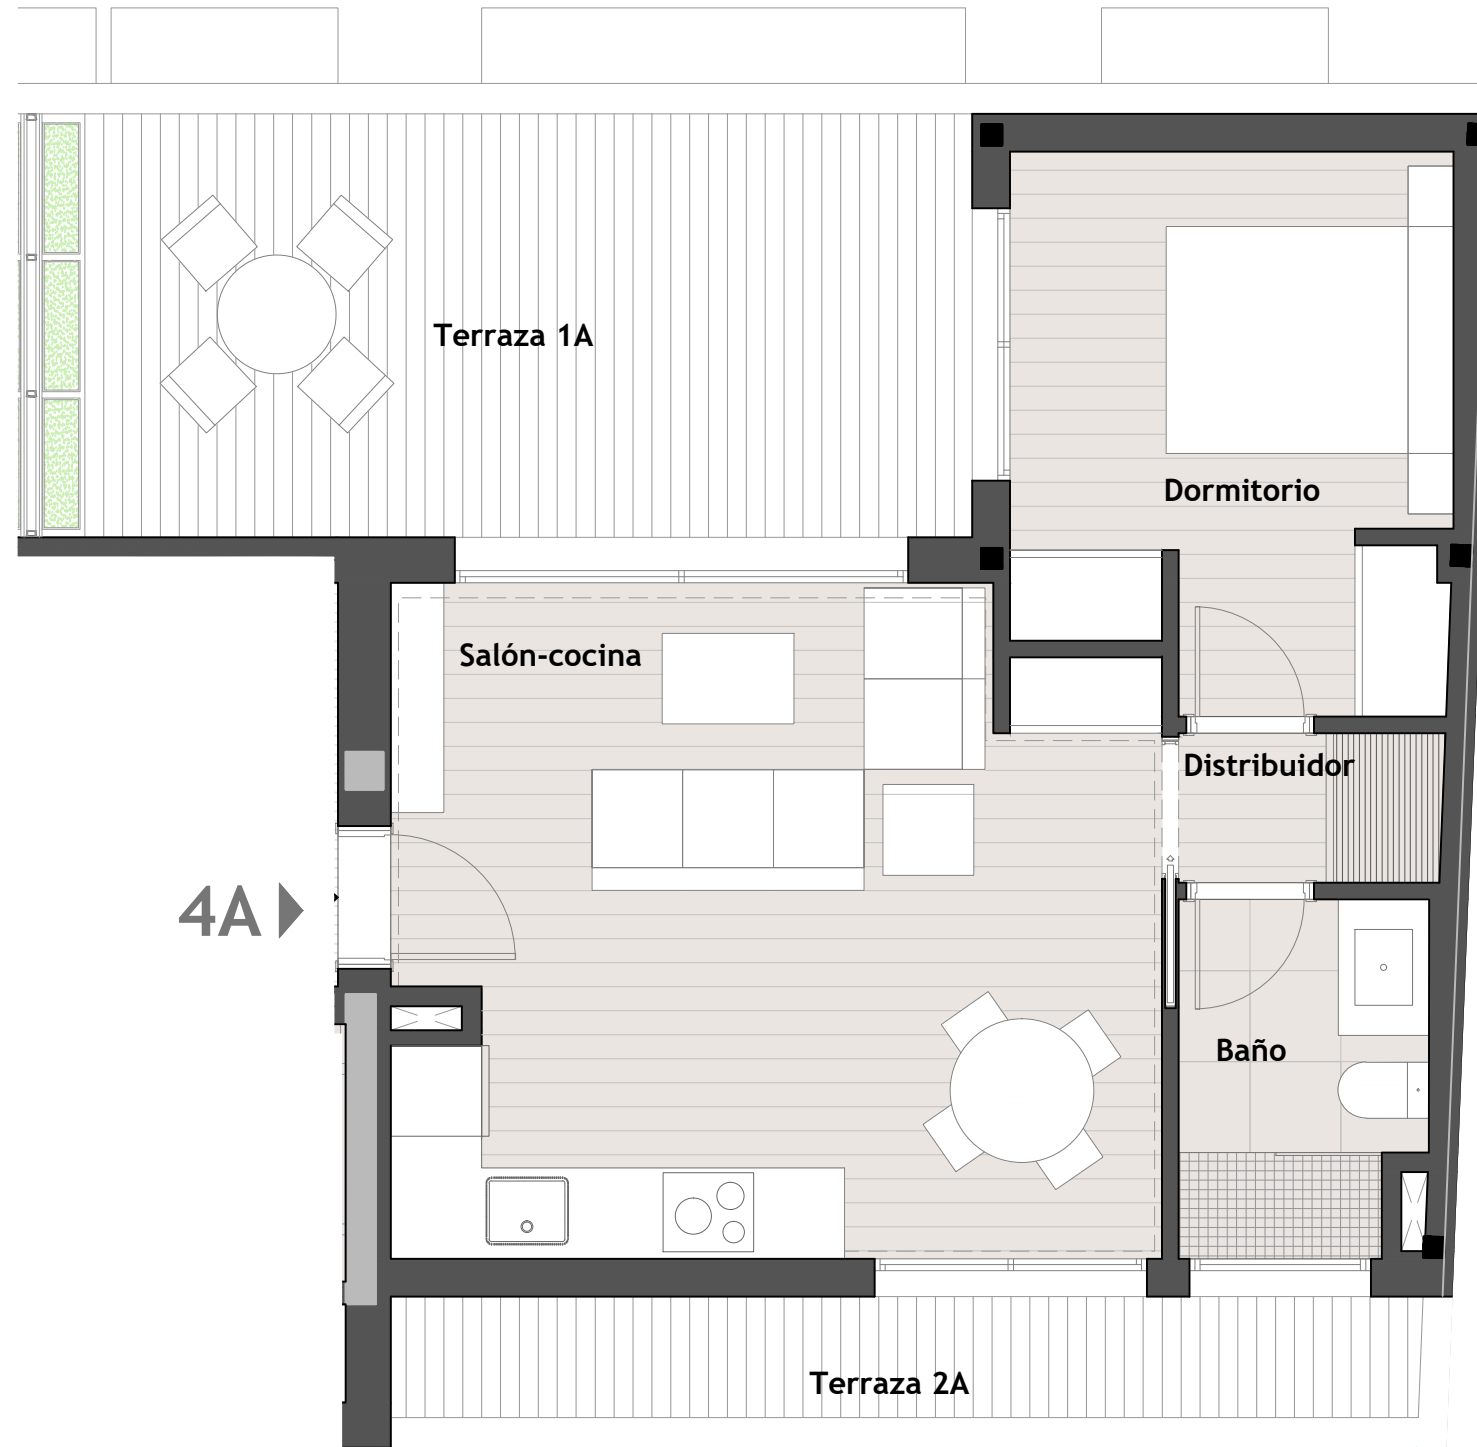 Terraza 1A
Dormitorio
Salón-cocina
Distribuidor
4A
Baño
Terraza 2A